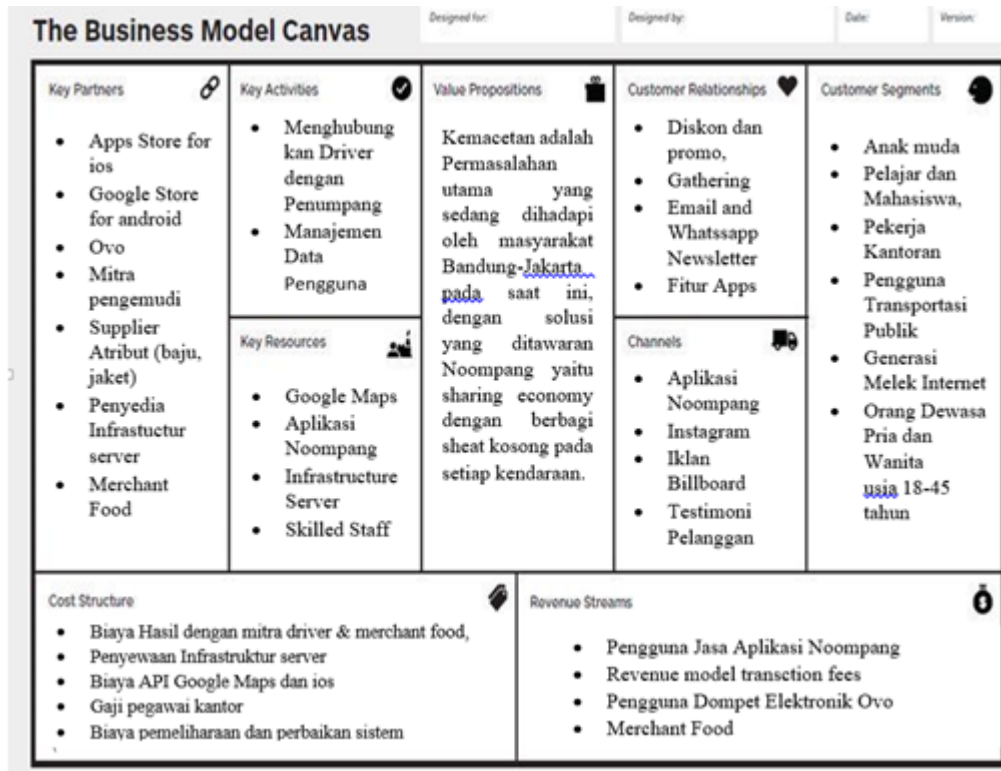 The Business Model Canvas
Designed for:
Designed by:
Date:
Version:
Key Partners
Apps Store for
ios
Google Store
for android
Ovo
Mitra
pengemudi
Supplier
Atribut (baju,
jaket)
Penyedia
Infrastuctur
server
Merchant
Food
Key Activities
Menghubung
kan Driver
dengan
Penumpang
Manajemen
Data
Pengguna
Key Resources
Google Maps
Aplikasi
Noompang
Infrastructure
Server
Skilled Staff
Value Propositions
Kemacetan adalah
Permasalahan
utama yang
sedang dihadapi
oleh masyarakat
Bandung-Jakarta
pada saat ini,
dengan solusi
yang ditawaran
Noompang yaitu
sharing economy
dengan berbagi
sheat kosong pada
setiap kendaraan.
Customer Relationships
Diskon dan
promo,
Gathering
Email and
Whatssapp
Newsletter
Fitur Apps
Channels
Aplikasi
Noompang
Instagram
Iklan
Billboard
Testimoni
Pelanggan
Customer Segments
Anak muda
Pelajar dan
Mahasiswa,
Pekerja
Kantoran
Pengguna
Transportasi
Publik
Generasi
Melek Internet
Orang Dewasa
Pria dan
Wanita
usia 18-45
tahun
Cost Structure
Biaya Hasil dengan mitra driver & merchant food,
Penyewaan Infrastruktur server
Biaya API Google Maps dan ios
Gaji pegawai kantor
Biaya pemeliharaan dan perbaikan sistem
Revenue Streams
Pengguna Jasa Aplikasi Noompang
Revenue model transction fees
Pengguna Dompet Elektronik Ovo
Merchant Food